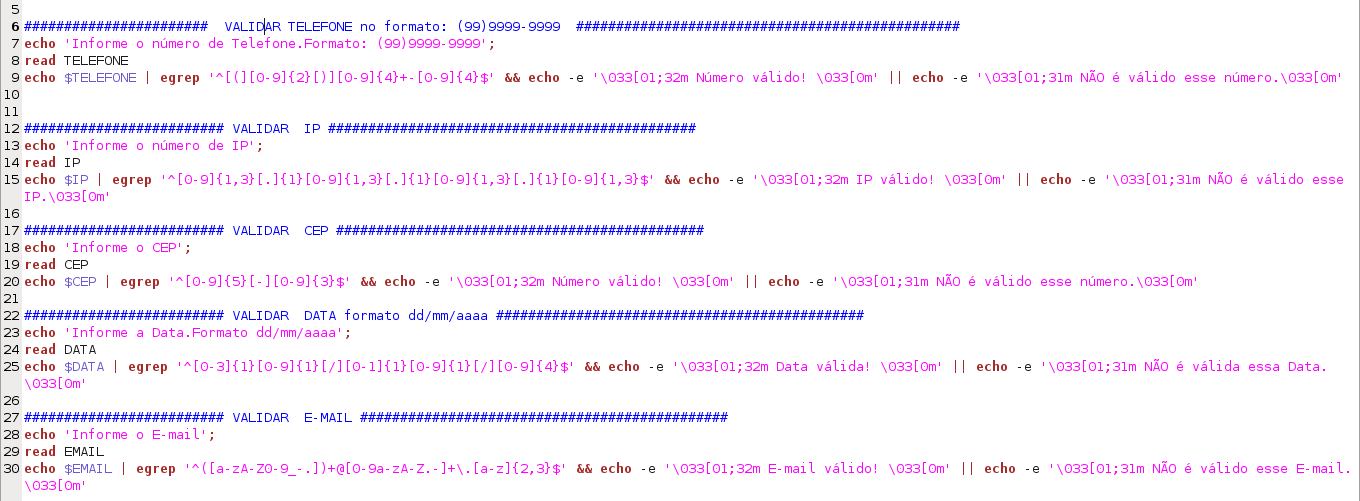 5
6 ####################### VALIDAR TELEFONE no formato: (99)9999-9999 ################################################
7 echo 'Informe o número de Telefone.Formato: (99)9999-9999';
8 read TELEFONE
9 echo $TELEFONE | egrep '^[(][0-9]{2}[)][0-9]{4}+-[0-9]{4}$' && echo -e '\033[01;32m Número válido! \033[0m' || echo -e '\033[01;31m NÃO é válido esse número.\033[0m'
10
11
12 ######################### VALIDAR IP ##############################################
13 echo 'Informe o número de IP';
14 read IP
15 echo $IP | egrep '^[0-9]{1,3}[.]{1}[0-9]{1,3}[.]{1}[0-9]{1,3}[.]{1}[0-9]{1,3}$' && echo -e '\033[01;32m IP válido! \033[0m' || echo -e '\033[01;31m NÃO é válido esse
IP.\033[0m'
16
17 ######################### VALIDAR CEP ##############################################
18 echo 'Informe o CEP';
19 read CEP
20 echo $CEP | egrep '^[0-9]{5}[-][0-9]{3}$' && echo -e '\033[01;32m Número válido! \033[0m' || echo -e '\033[01;31m NÃO é válido esse número.\033[0m'
21
22 ######################### VALIDAR DATA formato dd/mm/aaaa ##############################################
23 echo 'Informe a Data.Formato dd/mm/aaaa';
24 read DATA
25 echo $DATA | egrep '^[0-3]{1}[0-9]{1}[/][0-1]{1}[0-9]{1}[/][0-9]{4}$' && echo -e '\033[01;32m Data válida! \033[0m' || echo -e '\033[01;31m NÃO é válida essa Data.
\033[0m'
26
27 ######################### VALIDAR E-MAIL ##############################################
28 echo 'Informe o E-mail';
29 read EMAIL
30 echo $EMAIL | egrep '^([a-zA-Z0-9_-.])+@[0-9a-zA-Z.-]+\.[a-z]{2,3}$' && echo -e '\033[01;32m E-mail válido! \033[0m' || echo -e '\033[01;31m NÃO é válido esse E-mail.
\033[0m'